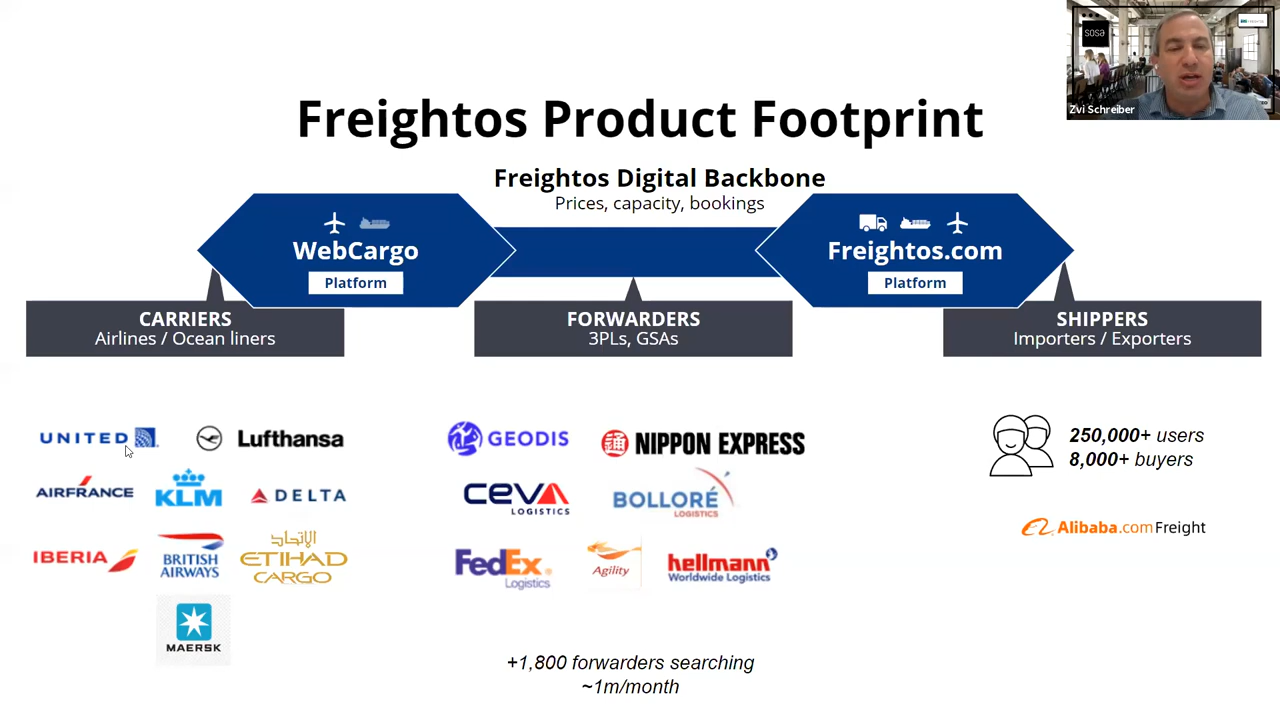 sosa
Zvi Schreiber
Freightos Product Footprint
Freightos Digital Backbone
Prices, capacity, bookings
WebCargo
Platform
Freightos.com
Platform
CARRIERS
Airlines / Ocean liners
FORWARDERS
3PLs, GSAs
SHIPPERS
Importers / Exporters
UNITED
Lufthansa
AIRFRANCE
KLM
DELTA
IBERIA
BRITISH
AIRWAYS
الإتحاد
ETIHAD
CARGO
MAERSK
GEODIS
通 NIPPON EXPRESS
CEVA
LOGISTICS
BOLLORÉ
LOGISTICS
FedEx
Logistics
Agility
hellmann
Worldwide Logistics
+1,800 forwarders searching
~1m/month
250,000+ users
8,000+ buyers
Alibaba.com Freight